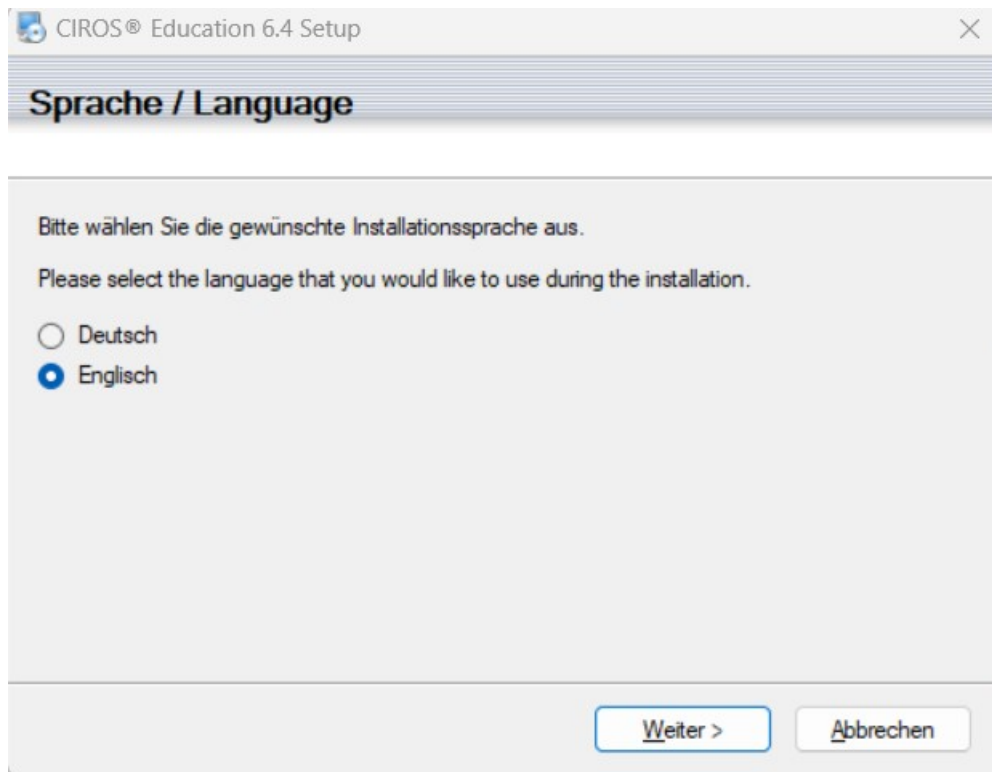 CIROS® Education 6.4 Setup
Sprache / Language
Bitte wählen Sie die gewünschte Installationssprache aus.
Please select the language that you would like to use during the installation.
Deutsch
Englisch
Weiter >
Abbrechen